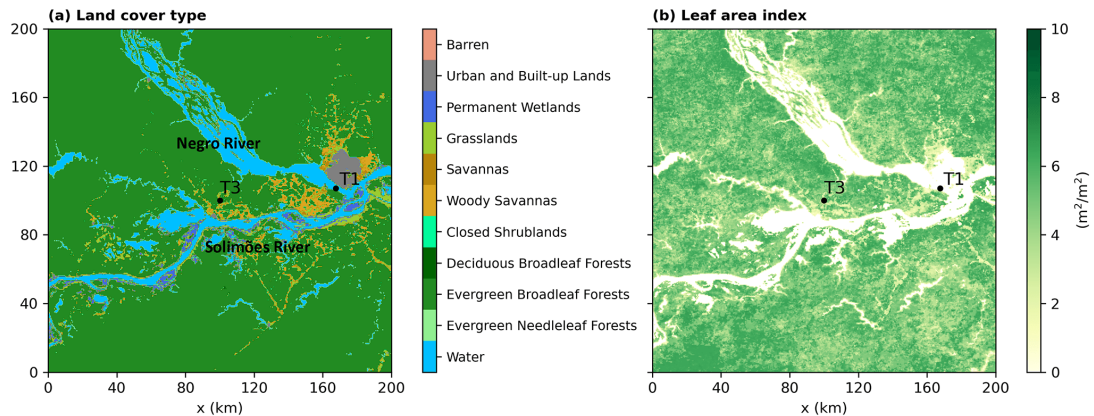 (a) Land cover type
200
160
120
80
40
0
0 40 80 120 160 200
x (km)
Negro River
T3
T1
Solimões River
Barren
Urban and Built-up Lands
Permanent Wetlands
Grasslands
Savannas
Woody Savannas
Closed Shrublands
Deciduous Broadleaf Forests
Evergreen Broadleaf Forests
Evergreen Needleleaf Forests
Water
(b) Leaf area index
T3
T1
0 40 80 120 160 200
x (km)
10
8
6
4
2
0
(m²/m²)